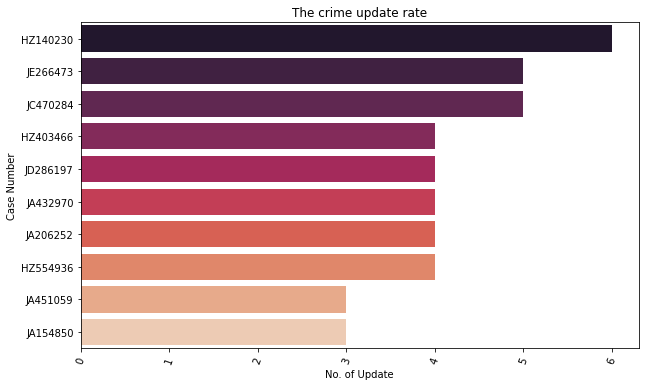 The crime update rate
Case Number
HZ140230
JE266473
JC470284
HZ403466
JD286197
JA432970
JA206252
HZ554936
JA451059
JA154850
0 1 2 3 4 5 6
No. of Update